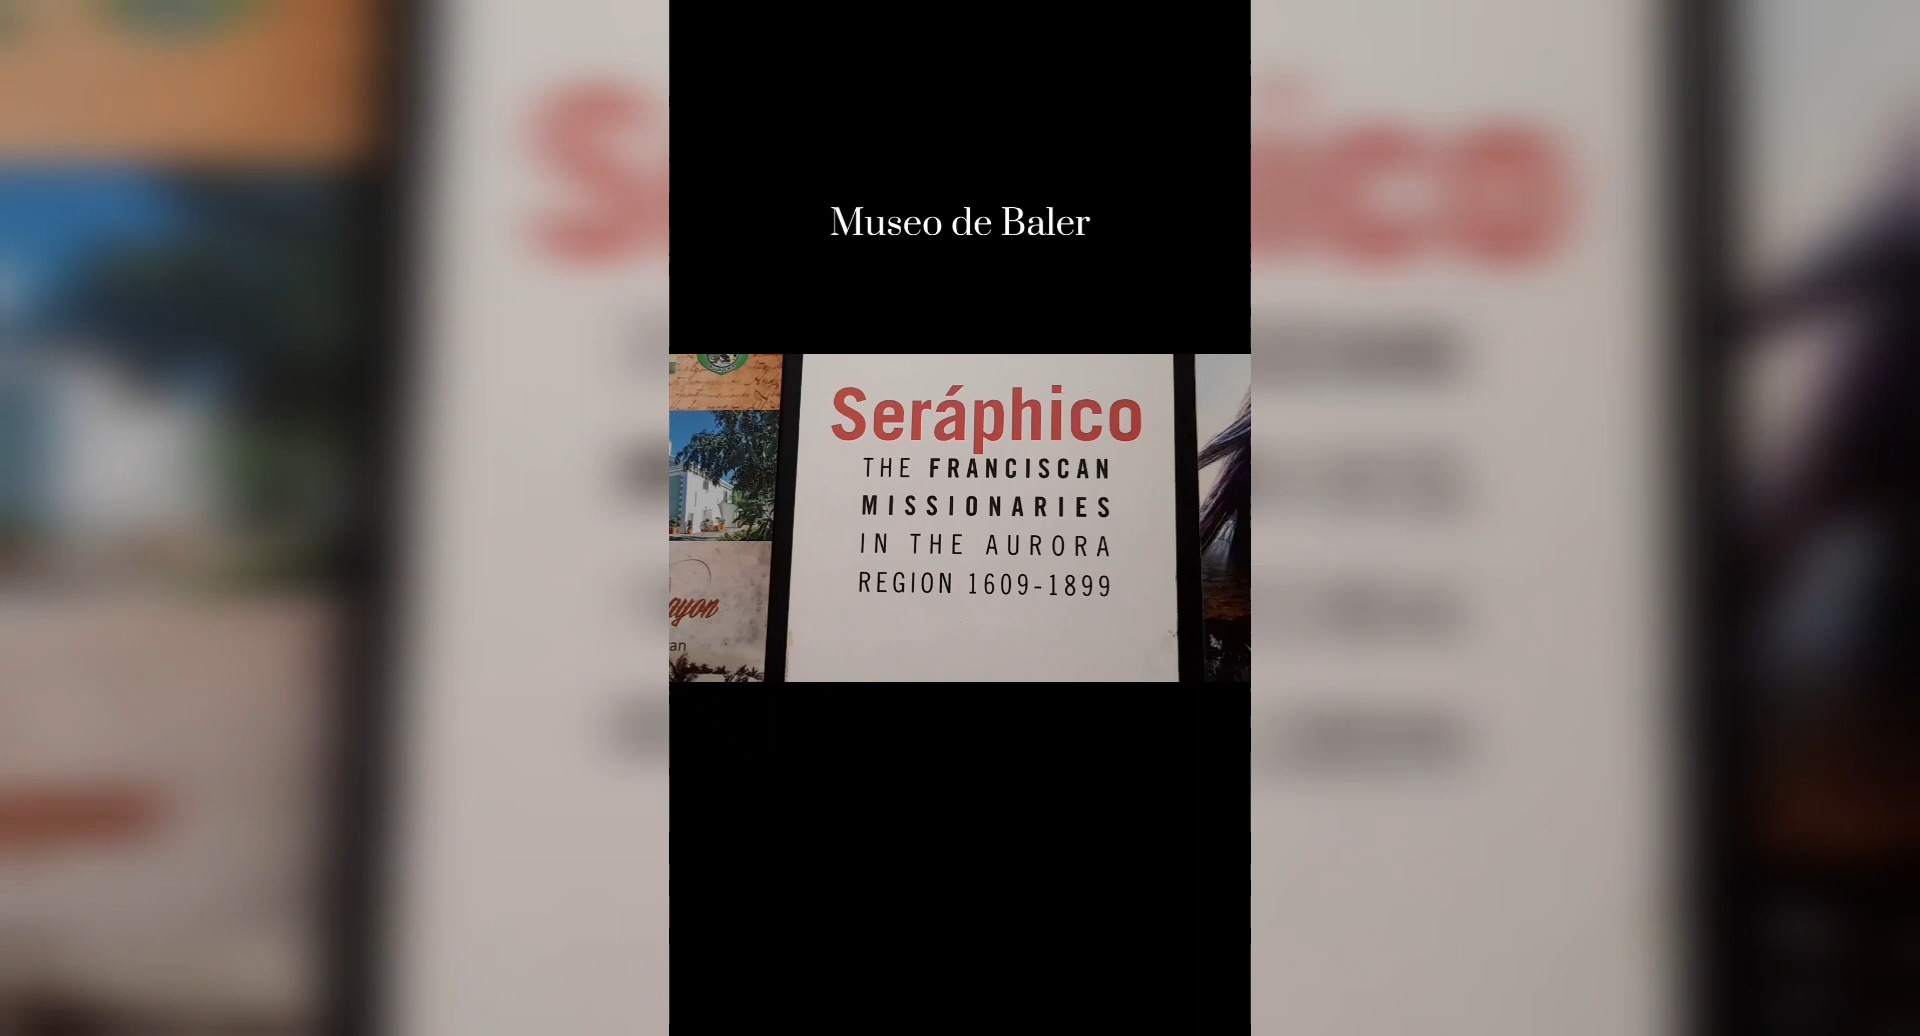 Museo de Baler
Seráphico
THE FRANCISCAN
MISSIONARIES
IN THE AURORA
REGION 1609-1899